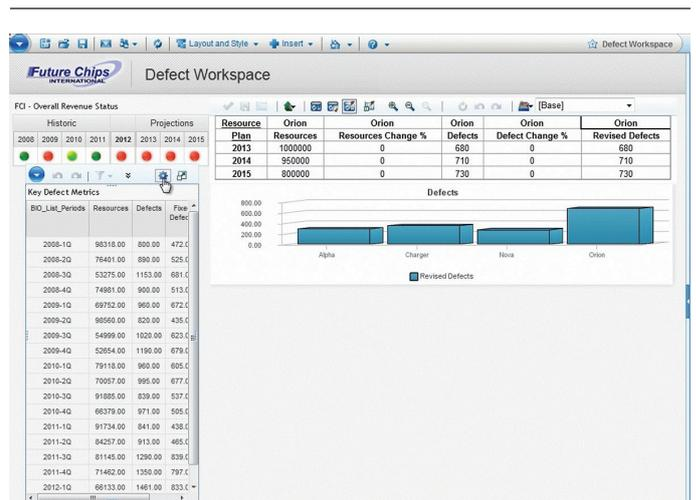 Layout and Style Insert Defect Workspace
Future Chips INTERNATIONAL Defect Workspace
FCI - Overall Revenue Status [Base]
Historic Projections
2008 2009 2010 2011 2012 2013 2014 2015
Resource Orion Orion Orion Orion Orion
Plan Resources Resources Change % Defects Defect Change % Revised Defects
2013 1000000 0 680 0 680
2014 950000 0 710 0 710
2015 800000 0 730 0 730
Key Defect Metrics
BIO_List_Periods Resources Defects Fixe
Defec
2008-1Q 98318.00 800.00 472.0
2008-2Q 76401.00 890.00 525.0
2008-3Q 53275.00 1153.00 681.0
2008-4Q 74981.00 900.00 513.0
2009-1Q 69752.00 960.00 672.0
2009-2Q 98560.00 820.00 435.0
2009-3Q 54999.00 1020.00 623.0
2009-4Q 52654.00 1190.00 679.0
2010-1Q 79118.00 960.00 605.0
2010-2Q 70057.00 995.00 677.0
2010-3Q 91885.00 839.00 537.0
2010-4Q 66379.00 971.00 505.0
2011-1Q 91734.00 841.00 438.0
2011-2Q 84257.00 913.00 465.0
2011-3Q 81145.00 1290.00 839.0
2011-4Q 71462.00 1350.00 797.0
2012-1Q 66133.00 1461.00 833.0
Defects
800.00
600.00
400.00
200.00
0.00
Alpha Charger Nova Orion
Revised Defects